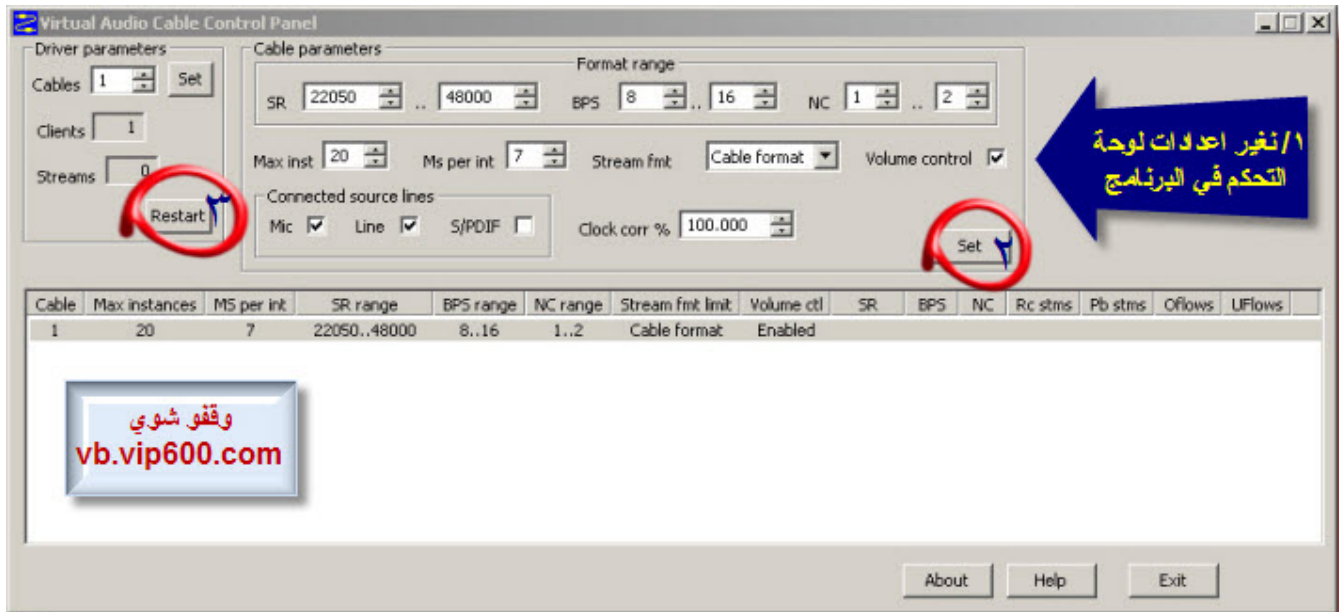 Virtual Audio Cable Control Panel
Driver parameters
Cables 1 Set
Clients 1
Streams 0
Restart ٣
Cable parameters
Format range
SR 22050 .. 48000 BPS 8 .. 16 NC 1 .. 2
Max inst 20 Ms per int 7 Stream fmt Cable format Volume control
Connected source lines
Mic Line S/PDIF
Clock corr % 100.000
Set ٢
١/نغير اعدادات لوحة
التحكم في البرنامج
Cable Max instances MS per int SR range BPS range NC range Stream fmt limit Volume ctl SR BPS NC Rc stms Pb stms Oflows UFlows
1 20 7 22050..48000 8..16 1..2 Cable format Enabled
وقفو شوي
vb.vip600.com
About Help Exit